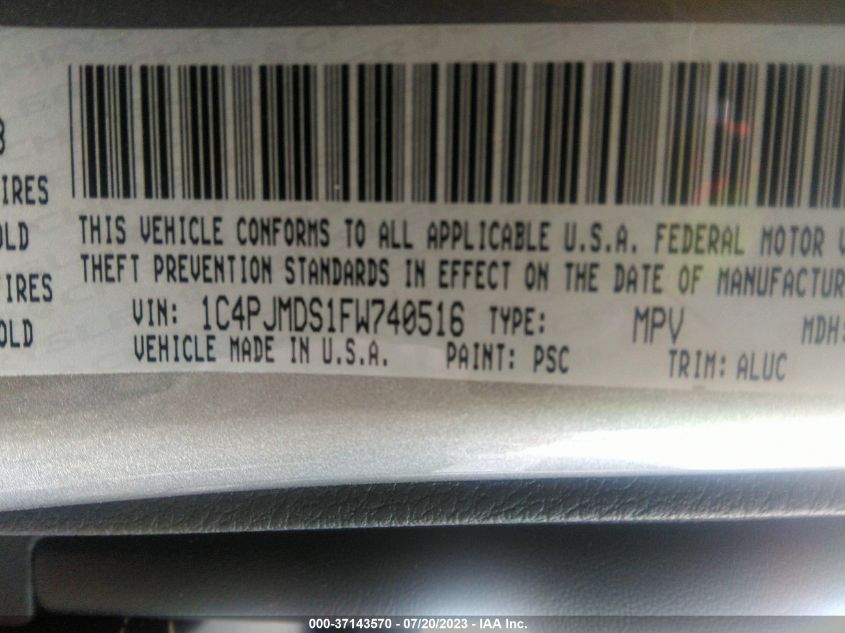 IRES
OLD
IRES
OLD
THIS VEHICLE CONFORMS TO ALL APPLICABLE U.S.A. FEDERAL MOTOR
THEFT PREVENTION STANDARDS IN EFFECT ON THE DATE OF MANUFACTUR
VIN: 1C4PJMDS1FW740516 TYPE: MPV MDH:
VEHICLE MADE IN U.S.A. PAINT: PSC TRIM: ALUC
000-37143570 - 07/20/2023 - IAA Inc.